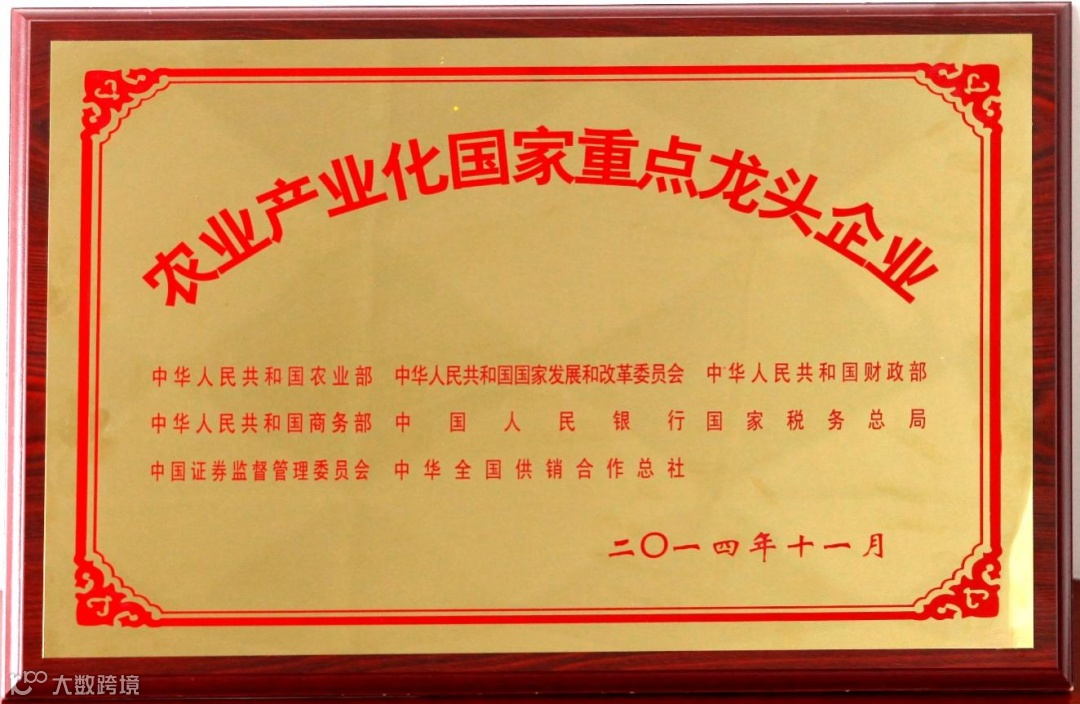 农业产业化国家重点龙头企业
中华人民共和国农业部 中华人民共和国国家发展和改革委员会 中华人民共和国财政部
中华人民共和国商务部 中国人民银行 国家税务总局
中国证券监督管理委员会 中华全国供销合作总社
二〇一四年十一月
大数跨境